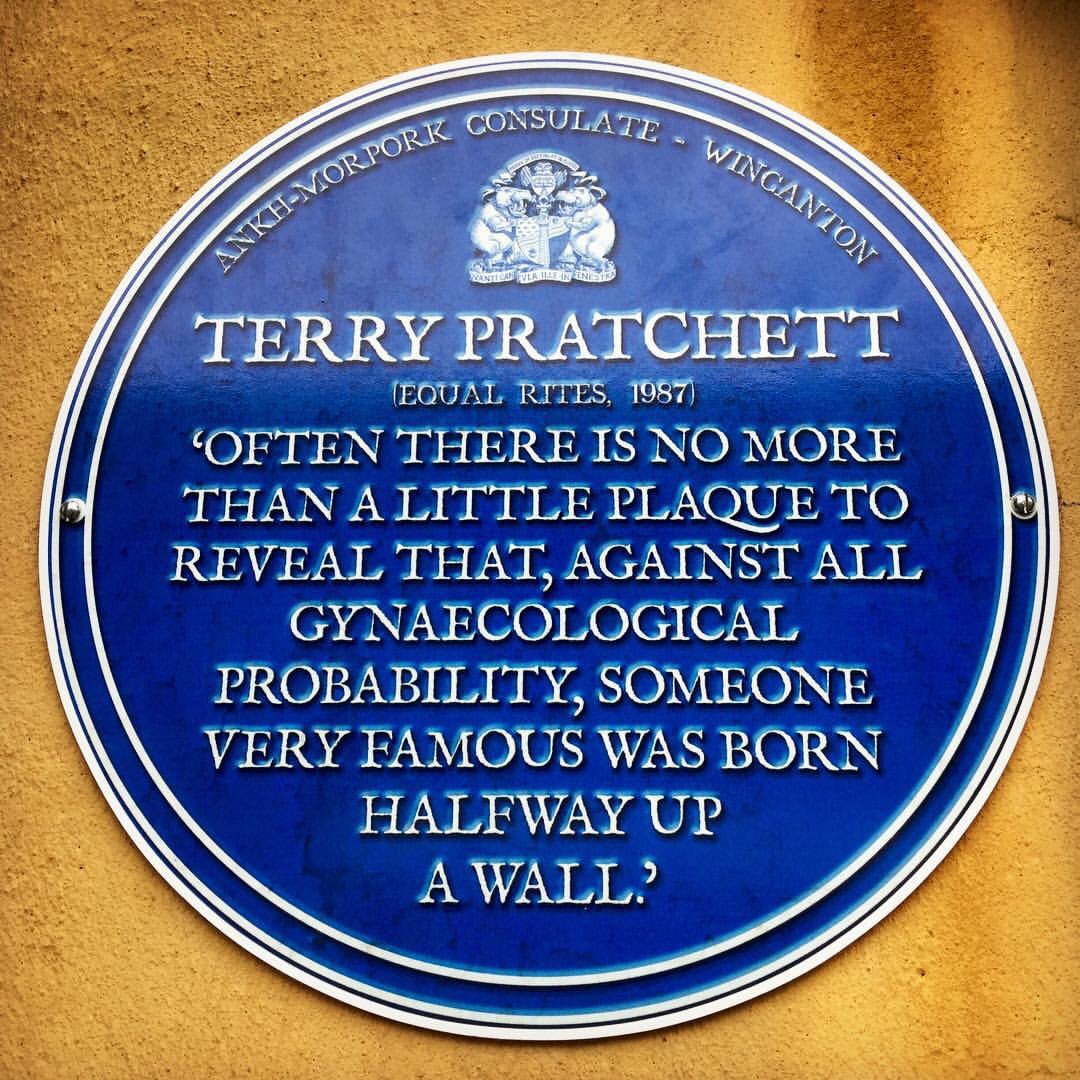 ANKH-MORPORK CONSULATE - WINCANTON
TERRY PRATCHETT
(EQUAL RITES, 1987)
‘OFTEN THERE IS NO MORE
THAN A LITTLE PLAQUE TO
REVEAL THAT, AGAINST ALL
GYNAECOLOGICAL
PROBABILITY, SOMEONE
VERY FAMOUS WAS BORN
HALFWAY UP
A WALL.’